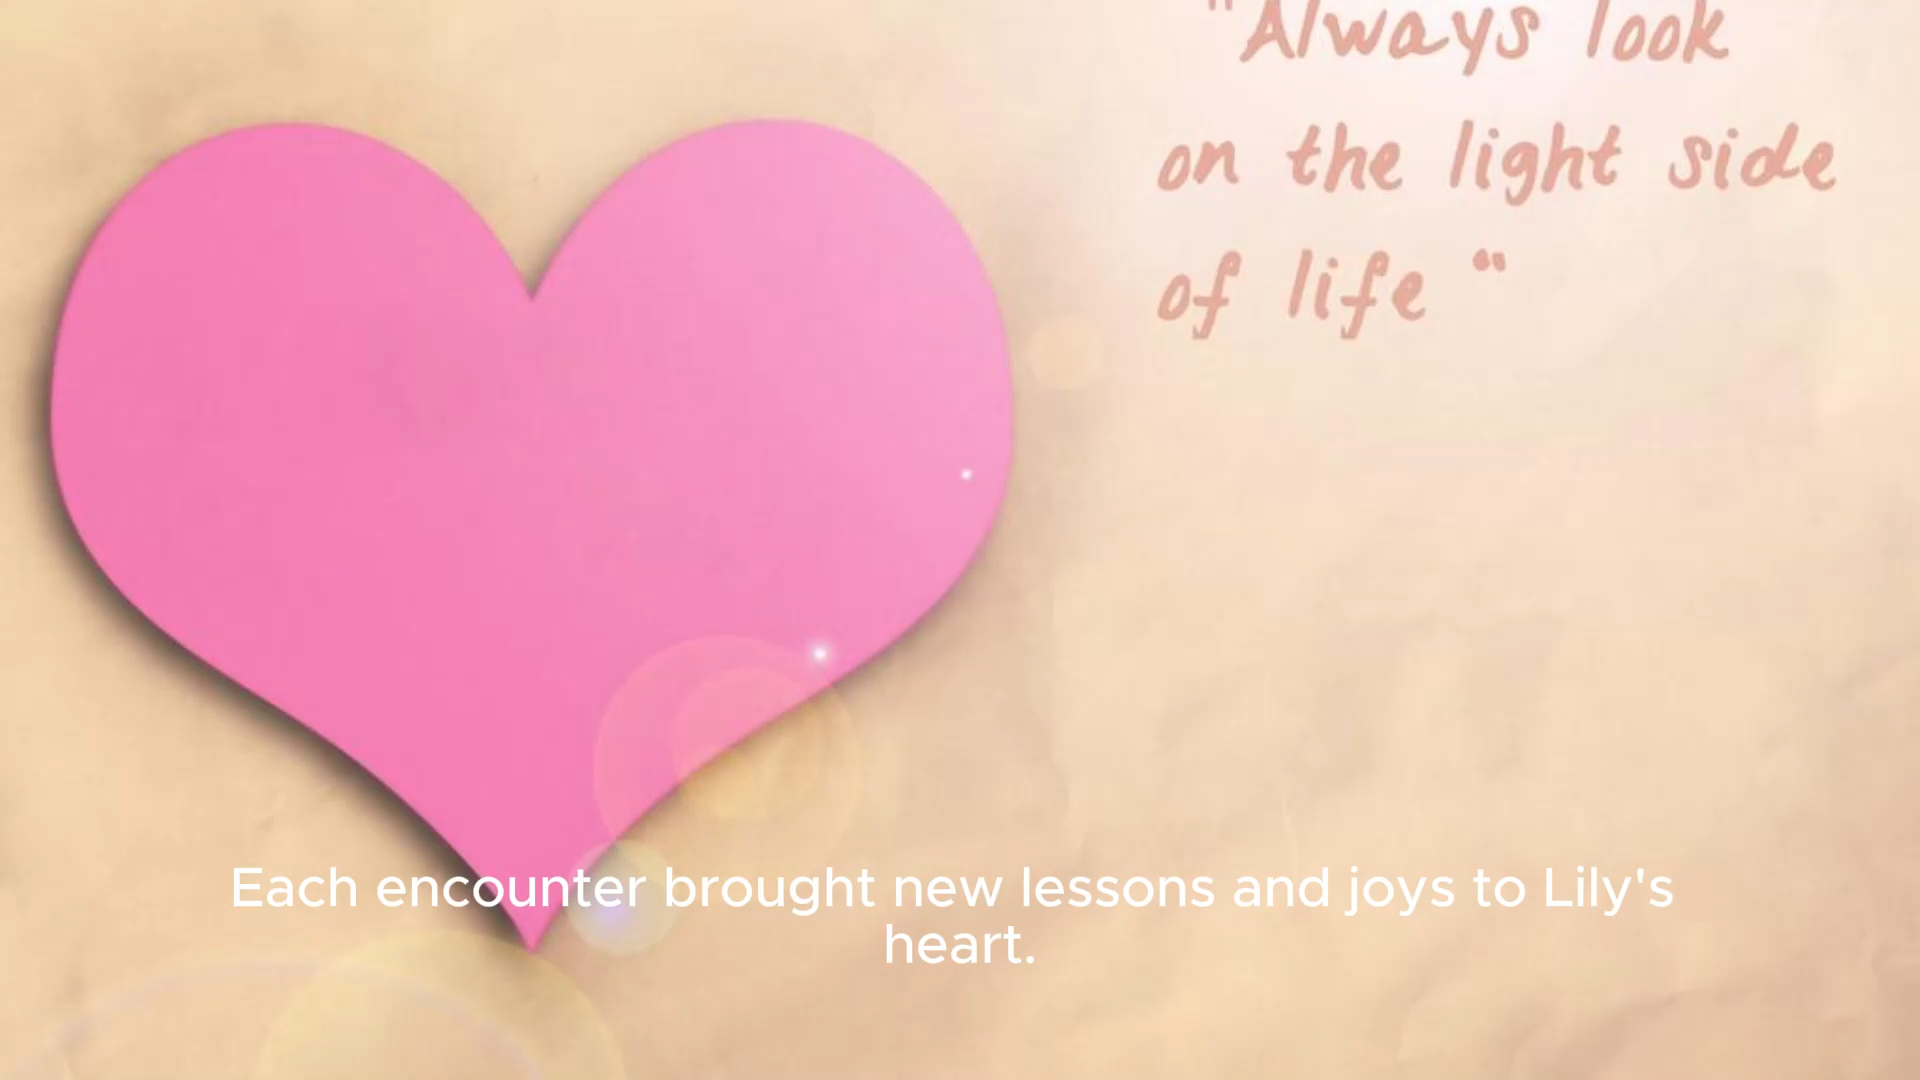 "Always look
on the light side
of life "
Each encounter brought new lessons and joys to Lily's
heart.